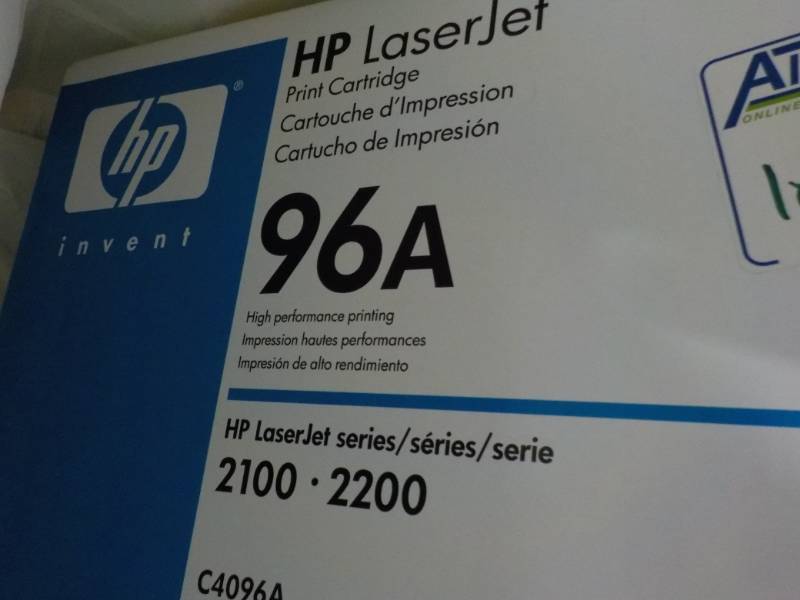 hp
®
invent
HP LaserJet
Print Cartridge
Cartouche d'Impression
Cartucho de Impresión
96A
High performance printing
Impression hautes performances
Impresión de alto rendimiento
HP LaserJet series/séries/serie
2100 · 2200
C4096A
ONLINE